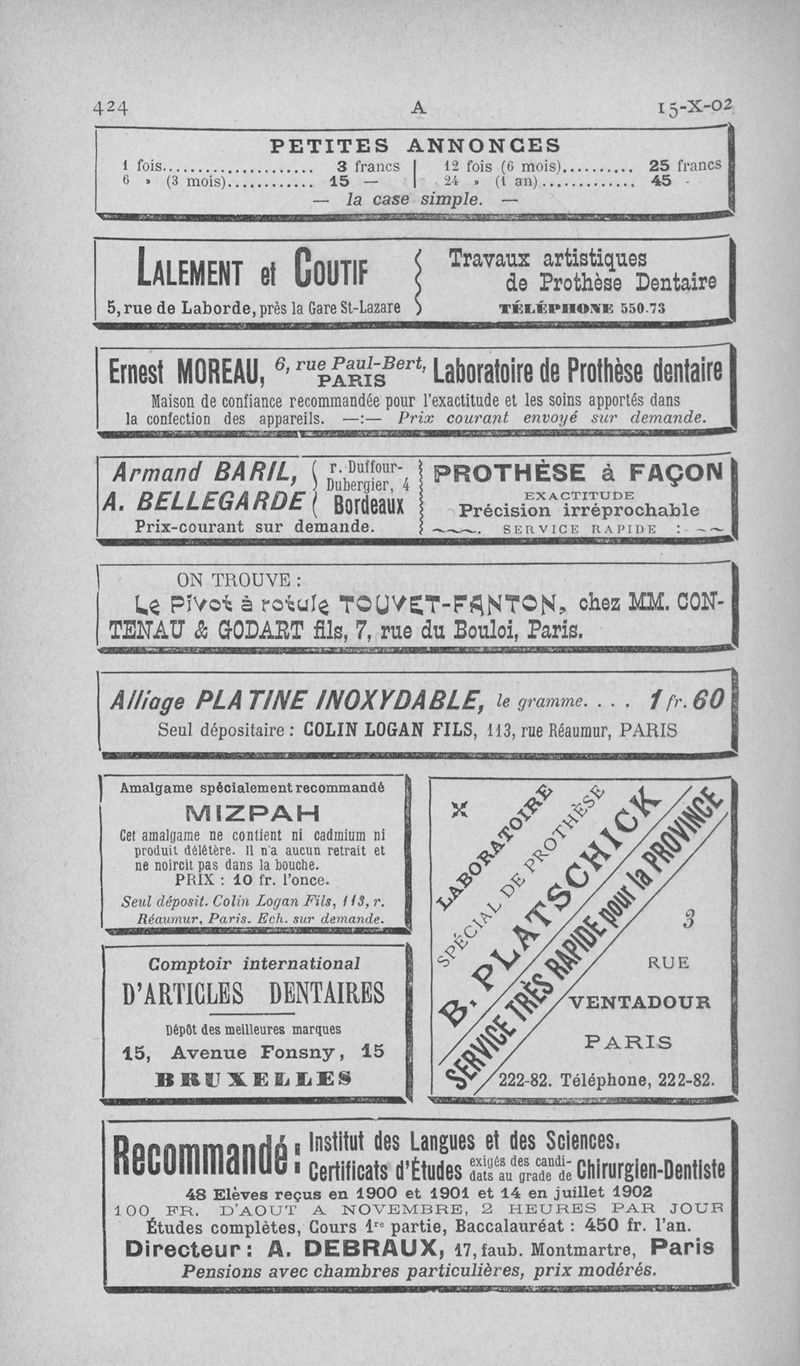 424 A 15-X-02
PETITES ANNONCES
1 fois..................... 3 francs | 12 fois (6 mois).......... 25 francs
6 » (3 mois)............ 15 — | 24 » (1 an)............. 45 -
— la case simple. —
LALEMENT et COUTIF
5, rue de Laborde, près la Gare St-Lazare
Travaux artistiques
de Prothèse Dentaire
TÉLÉPHONE 550.73
Ernest MOREAU, 6, rue Paul-Bert, PARIS Laboratoire de Prothèse dentaire
Maison de confiance recommandée pour l'exactitude et les soins apportés dans
la confection des appareils. —:— Prix courant envoyé sur demande.
Armand BARIL,
A. BELLEGARDE
r. Duffour-
Dubergier, 4
Bordeaux
Prix-courant sur demande.
PROTHÈSE à FAÇON
EXACTITUDE
Précision irréprochable
SERVICE RAPIDE :
ON TROUVE :
Le Pivot à rotule TOUVET-FANTON, chez MM. CON-
TENAU & GODART fils, 7, rue du Bouloi, Paris.
Alliage PLATINE INOXYDABLE, le gramme. . . . 1 fr. 60
Seul dépositaire : COLIN LOGAN FILS, 113, rue Réaumur, PARIS
Amalgame spécialement recommandé
MIZPAH
Cet amalgame ne contient ni cadmium ni
produit délétère. Il n'a aucun retrait et
ne noircit pas dans la bouche.
PRIX : 10 fr. l'once.
Seul déposit. Colin Logan Fils, 113, r.
Réaumur, Paris. Ech. sur demande.
Comptoir international
D'ARTICLES DENTAIRES
Dépôt des meilleures marques
15, Avenue Fonsny, 15
BRUXELLES
LABORATOIRE
SPÉCIAL DE PROTHÈSE
B. PLATSCHICK
SERVICE TRÈS RAPIDE pour la PROVINCE
3
RUE
VENTADOUR
PARIS
222-82. Téléphone, 222-82.
Recommandé :
Institut des Langues et des Sciences.
Certificats d'Études exigés des candi-dats au grade de Chirurgien-Dentiste
48 Elèves reçus en 1900 et 1901 et 14 en juillet 1902
100 FR. D'AOUT A NOVEMBRE, 2 HEURES PAR JOUR
Études complètes, Cours 1re partie, Baccalauréat : 450 fr. l'an.
Directeur : A. DEBRAUX, 17, faub. Montmartre, Paris
Pensions avec chambres particulières, prix modérés.